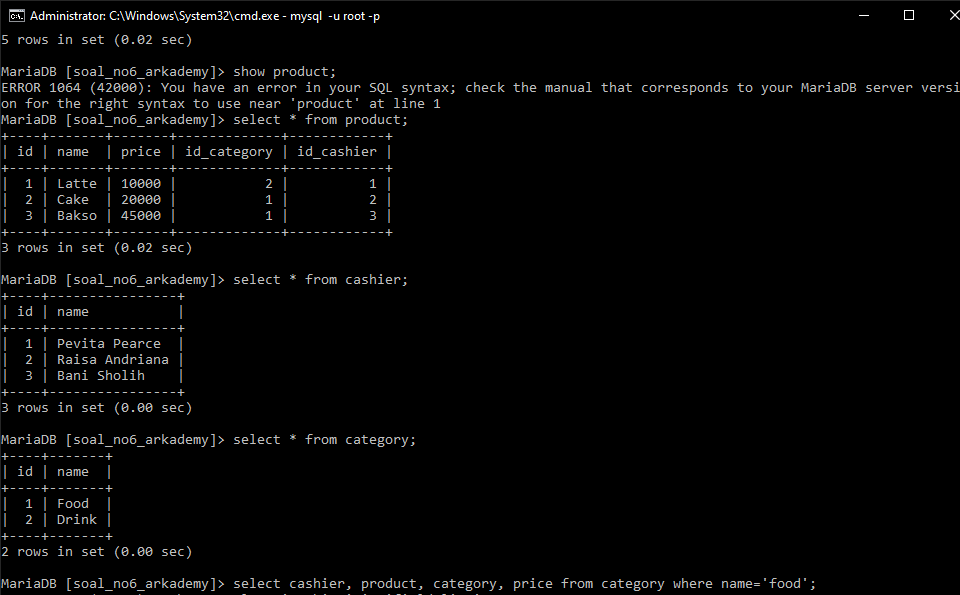 Administrator: C:\Windows\System32\cmd.exe - mysql  -u root -p
5 rows in set (0.02 sec)
MariaDB [soal_no6_arkademy]> show product;
ERROR 1064 (42000): You have an error in your SQL syntax; check the manual that corresponds to your MariaDB server versi
on for the right syntax to use near 'product' at line 1
MariaDB [soal_no6_arkademy]> select * from product;
+----+-------+-------+-------------+------------+
| id | name  | price | id_category | id_cashier |
+----+-------+-------+-------------+------------+
|  1 | Latte | 10000 |           2 |          1 |
|  2 | Cake  | 20000 |           1 |          2 |
|  3 | Bakso | 45000 |           1 |          3 |
+----+-------+-------+-------------+------------+
3 rows in set (0.02 sec)
MariaDB [soal_no6_arkademy]> select * from cashier;
+----+----------------+
| id | name           |
+----+----------------+
|  1 | Pevita Pearce  |
|  2 | Raisa Andriana |
|  3 | Bani Sholih    |
+----+----------------+
3 rows in set (0.00 sec)
MariaDB [soal_no6_arkademy]> select * from category;
+----+-------+
| id | name  |
+----+-------+
|  1 | Food  |
|  2 | Drink |
+----+-------+
2 rows in set (0.00 sec)
MariaDB [soal_no6_arkademy]> select cashier, product, category, price from category where name='food';